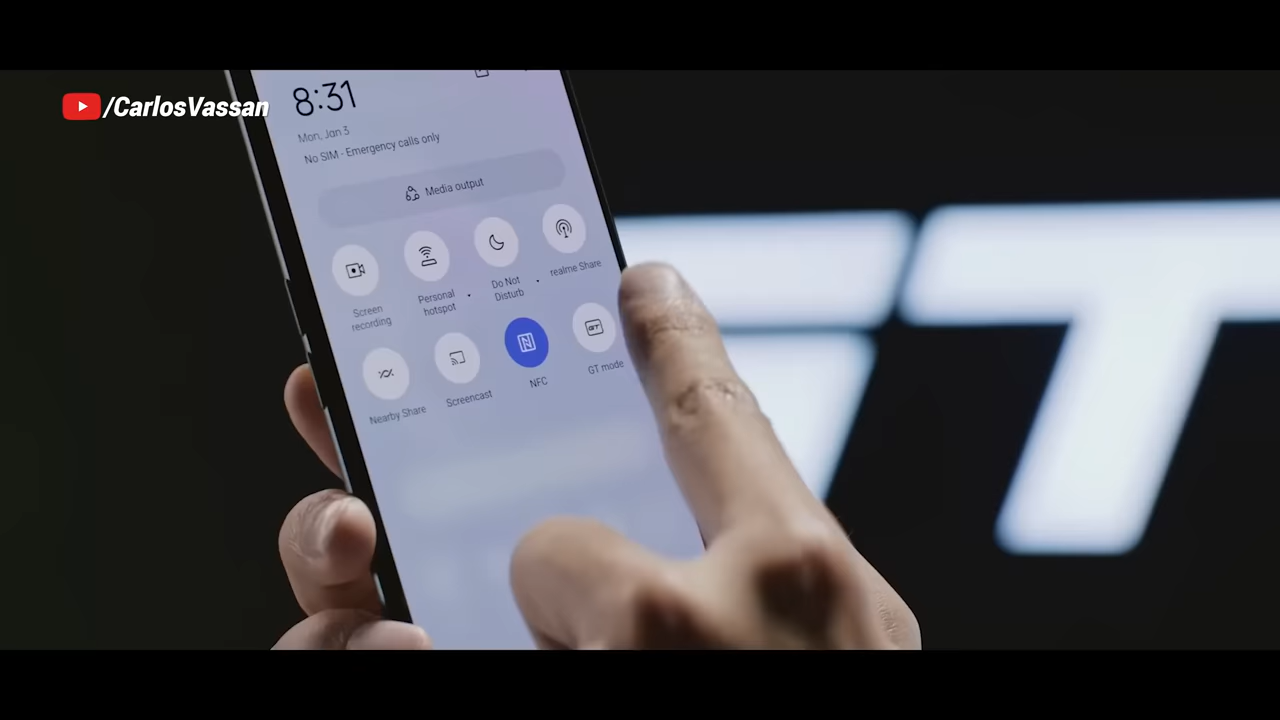 /CarlosVassan
8:31
Mon, Jan 3
No SIM - Emergency calls only
Media output
Screen
recording
Personal
hotspot
Do Not
Disturb
realme Share
Nearby Share
Screencast
NFC
GT
GT mode
GT